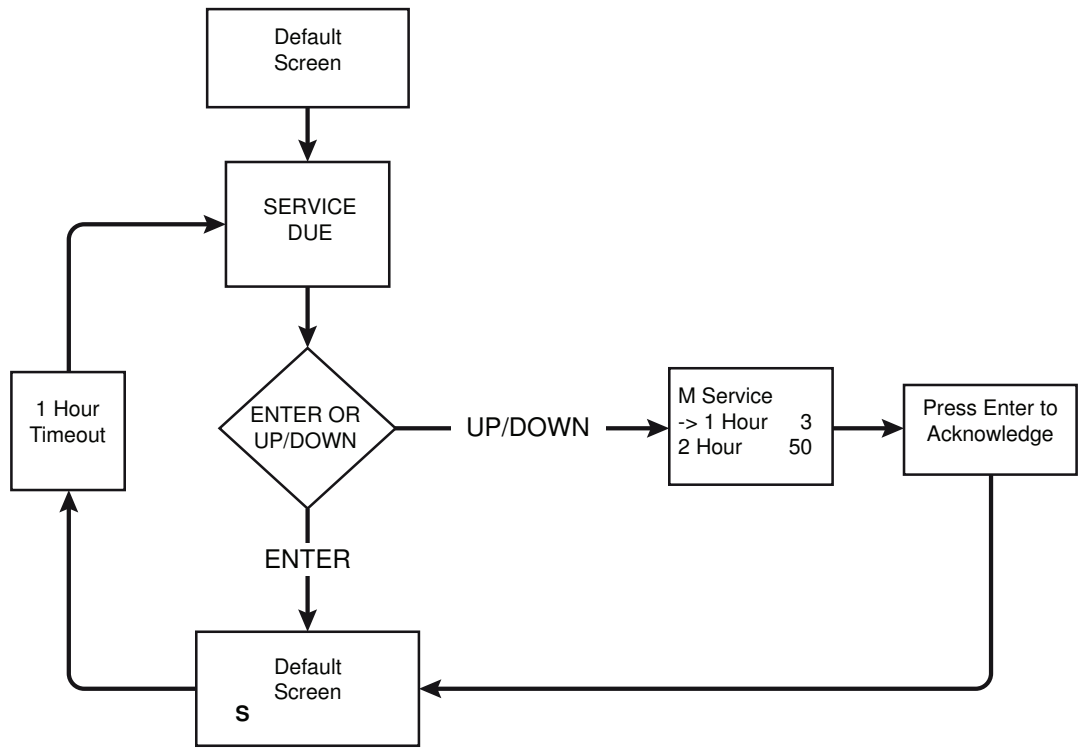 Default
Screen
SERVICE
DUE
1 Hour
Timeout
ENTER OR
UP/DOWN
UP/DOWN
M Service
-> 1 Hour 3
2 Hour 50
Press Enter to
Acknowledge
ENTER
Default
Screen
S